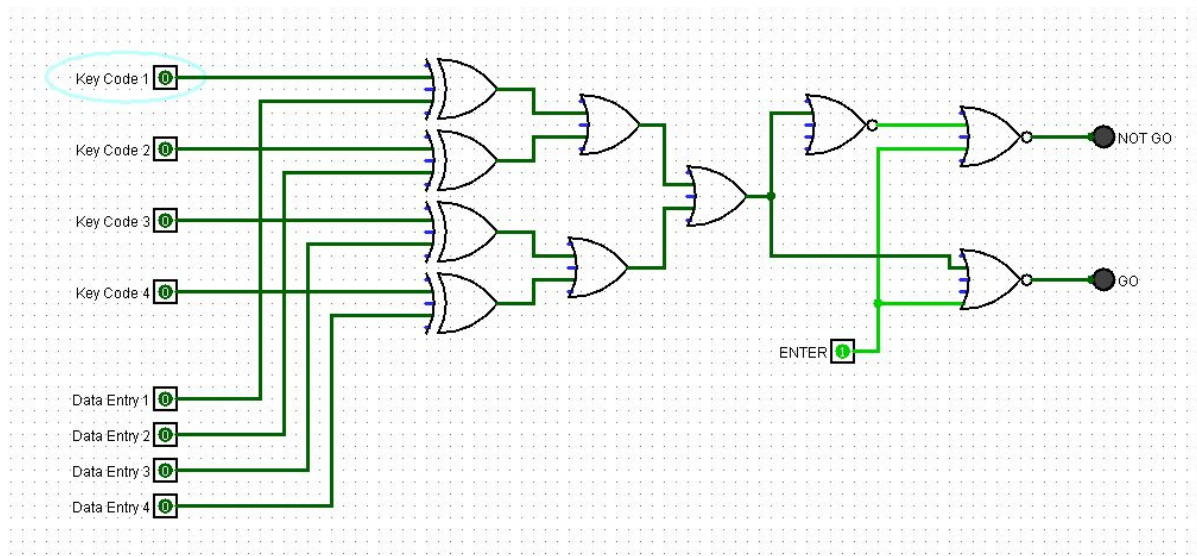 Key Code 1 0
Key Code 2 0
Key Code 3 0
Key Code 4 0
Data Entry 1 0
Data Entry 2 0
Data Entry 3 0
Data Entry 4 0
ENTER 1
NOT GO
GO